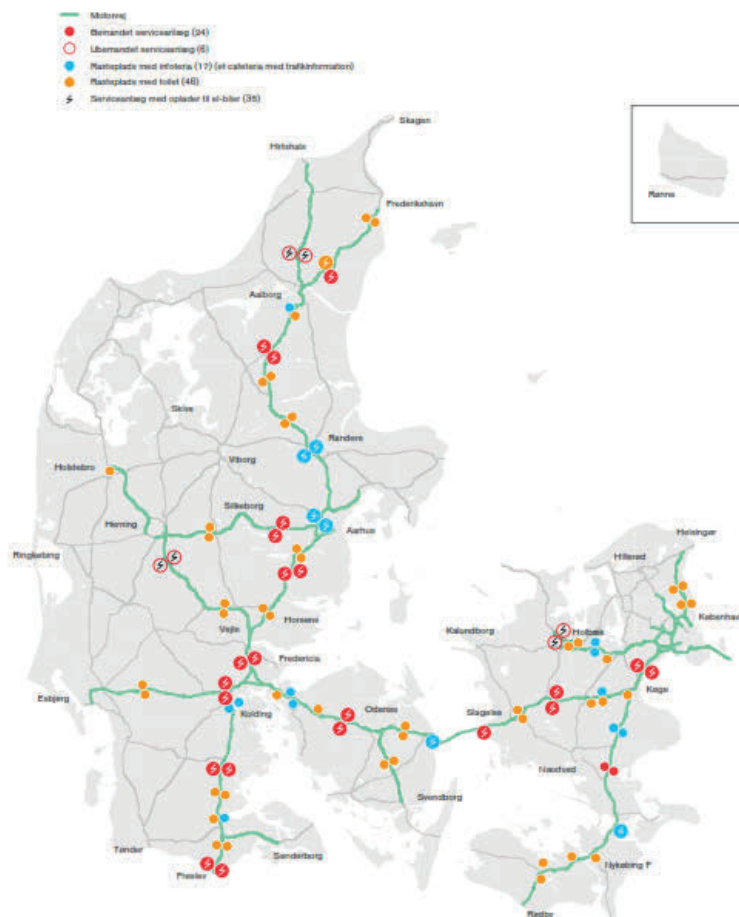 Motorvej
Bemandet serviceanlæg (24)
Ubemandet serviceanlæg (6)
Rasteplads med infoteria (17) (et cafeteria med trafikinformation)
Rasteplads med toilet (46)
Serviceanlæg med oplader til el-biler (35)
Skagen
Hirtshals
Rønne
Frederikshavn
Aalborg
Skive
Randers
Viborg
Holstebro
Silkeborg
Aarhus
Herning
Helsingør
Ringkøbing
Hillerød
København
Kalundborg
Holbæk
Horsens
Vejle
Fredericia
Esbjerg
Køge
Odense
Slagelse
Kolding
Næstved
Svendborg
Tønder
Sønderborg
Nykøbing F
Frøslev
Rødby